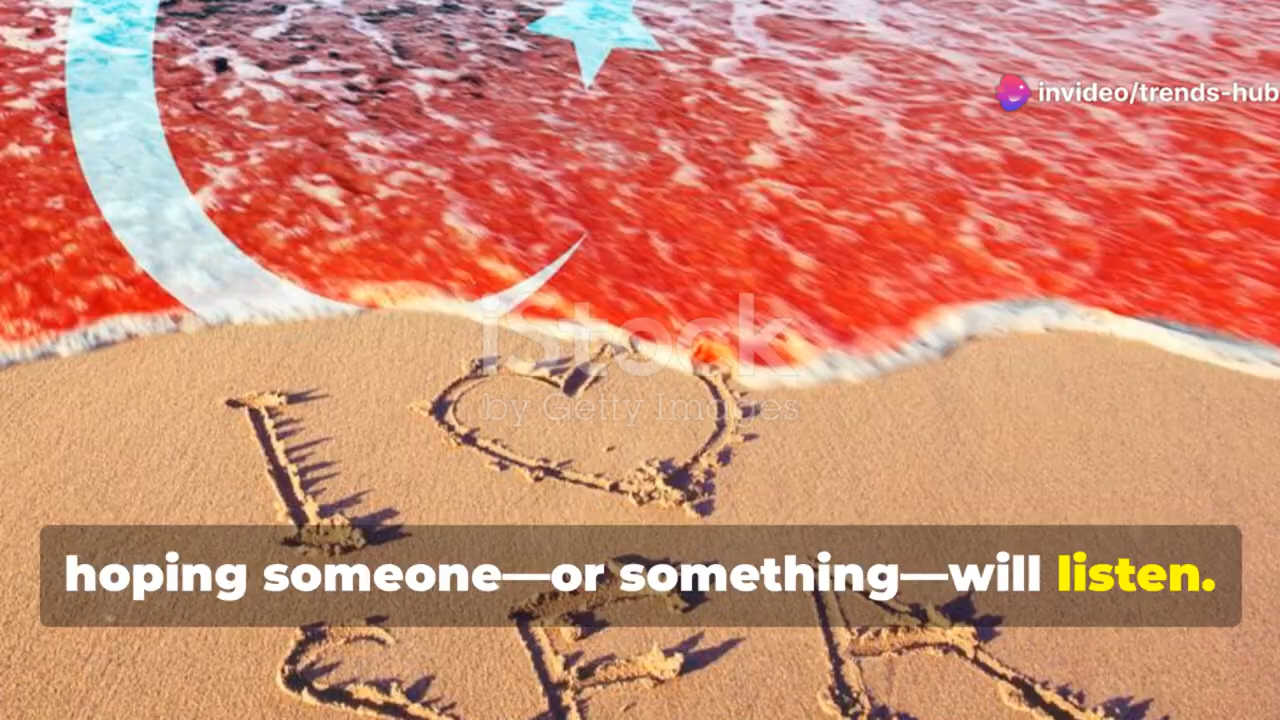 invideo/trends-hub
iStock
by Getty Images
I
hoping someone—or something—will listen.